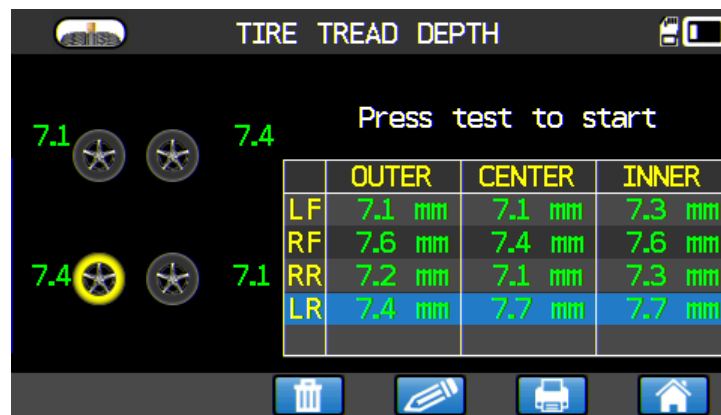 TIRE TREAD DEPTH
Press test to start
7.1 7.4
OUTER CENTER INNER
LF 7.1 mm 7.1 mm 7.3 mm
RF 7.6 mm 7.4 mm 7.6 mm
7.4 7.1
RR 7.2 mm 7.1 mm 7.3 mm
LR 7.4 mm 7.7 mm 7.7 mm